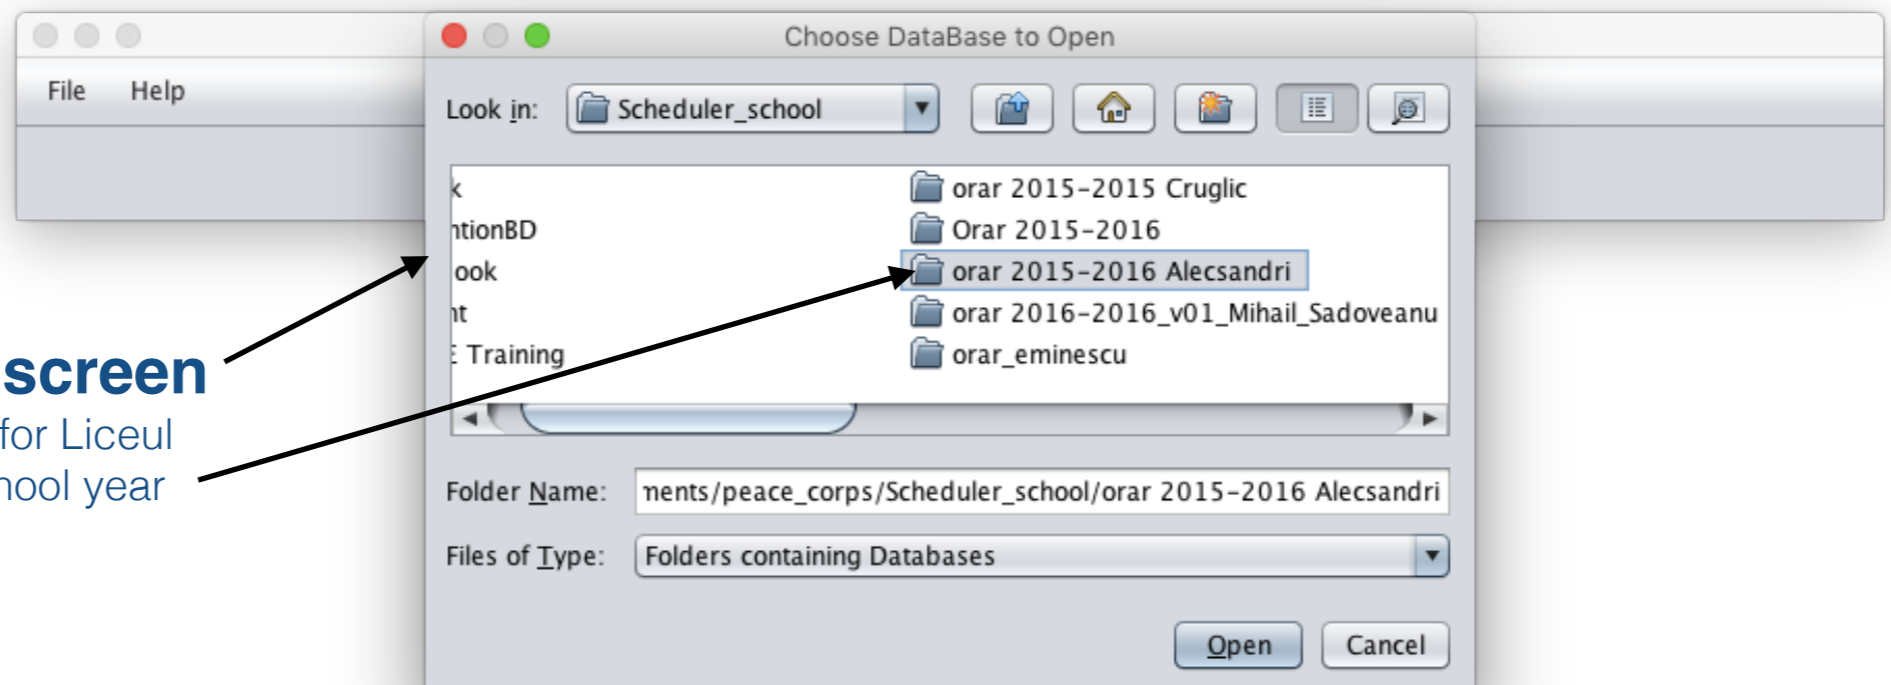 Choose DataBase to Open
File Help
Look in: Scheduler_school
k
ntionBD
ook
nt
E Training
orar 2015-2015 Cruglic
Orar 2015-2016
orar 2015-2016 Alecsandri
orar 2016-2016_v01_Mihail_Sadoveanu
orar_eminescu
screen
for Liceul
hool year
Folder Name: ments/peace_corps/Scheduler_school/orar 2015-2016 Alecsandri
Files of Type: Folders containing Databases
Open Cancel